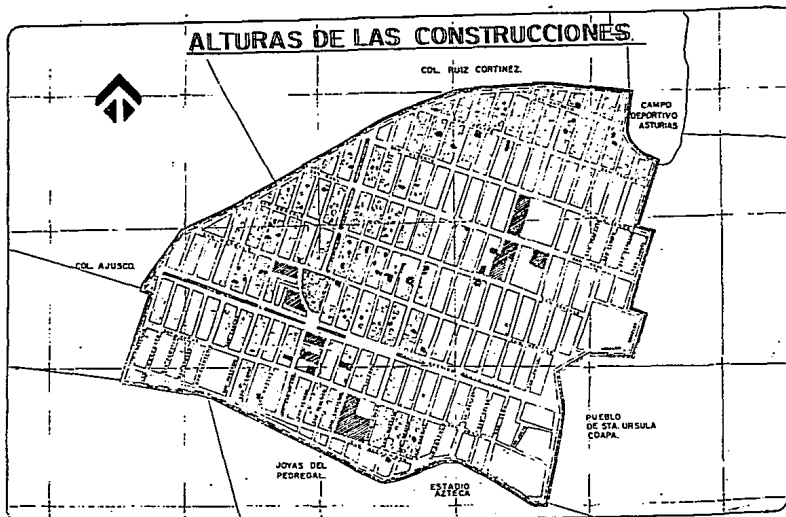 ALTURAS DE LAS CONSTRUCCIONES.
COL. RUIZ CORTINEZ.
CAMPO
DEPORTIVO
ASTURIAS
COL. AJUSCO.
PUEBLO
DE STA. URSULA
COAPA.
JOYAS DEL
PEDREGAL.
ESTADIO
AZTECA